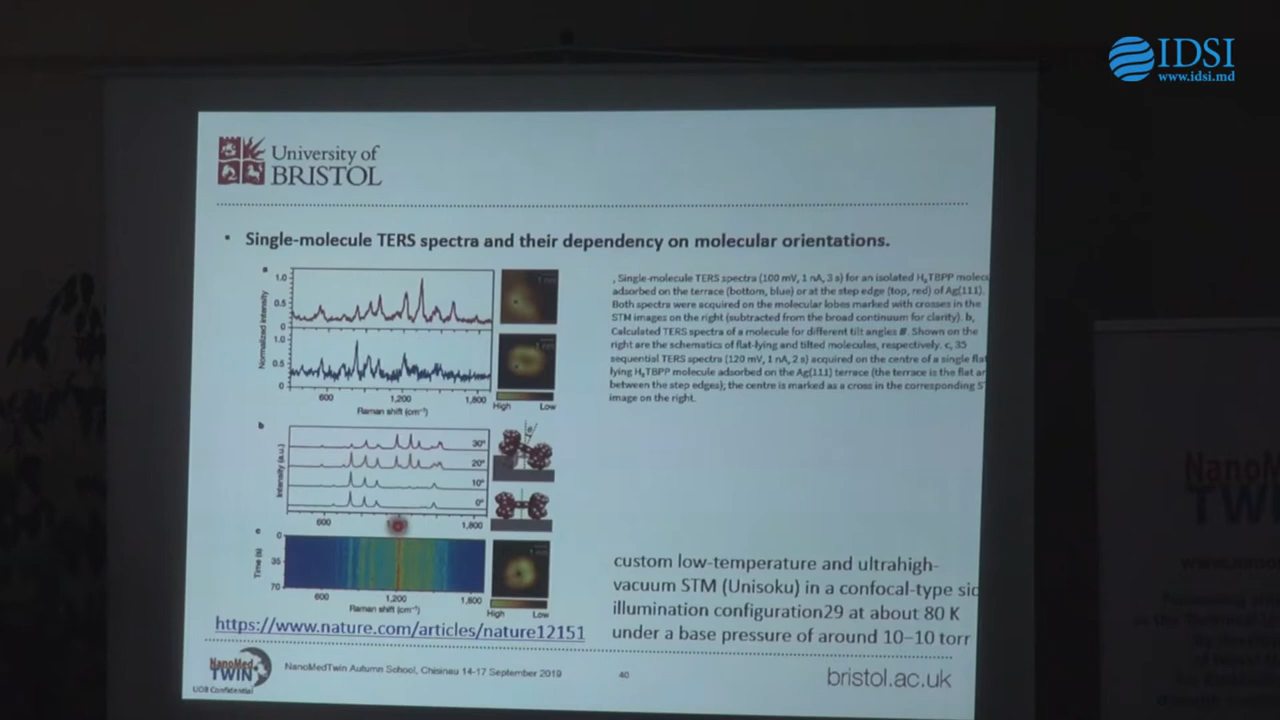 IDSI
www.idsi.md
University of
BRISTOL
• Single-molecule TERS spectra and their dependency on molecular orientations.
a
Normalized intensity
1.0
0.5
0
1.0
0.5
0
600 1,200 1,800
Raman shift (cm⁻¹)
High Low
b
Intensity (a.u.)
30°
20°
10°
0°
600 1,800
c
Time (s)
0
35
70
600 1,200 1,800
Raman shift (cm⁻¹)
High Low
, Single-molecule TERS spectra (100 mV, 1 nA, 3 s) for an isolated H₂TBPP molecu
adsorbed on the terrace (bottom, blue) or at the step edge (top, red) of Ag(111).
Both spectra were acquired on the molecular lobes marked with crosses in the
STM images on the right (subtracted from the broad continuum for clarity). b,
Calculated TERS spectra of a molecule for different tilt angles θ. Shown on the
right are the schematics of flat-lying and tilted molecules, respectively. c, 35
sequential TERS spectra (120 mV, 1 nA, 2 s) acquired on the centre of a single flat
lying H₂TBPP molecule adsorbed on the Ag(111) terrace (the terrace is the flat ar
between the step edges); the centre is marked as a cross in the corresponding ST
image on the right.
custom low-temperature and ultrahigh-
vacuum STM (Unisoku) in a confocal-type sid
illumination configuration29 at about 80 K
under a base pressure of around 10–10 torr
https://www.nature.com/articles/nature12151
NanoMed
TWIN
UOB Confidential
NanoMedTwin Autumn School, Chisinau 14-17 September 2019
40
bristol.ac.uk
NanoM
TWI